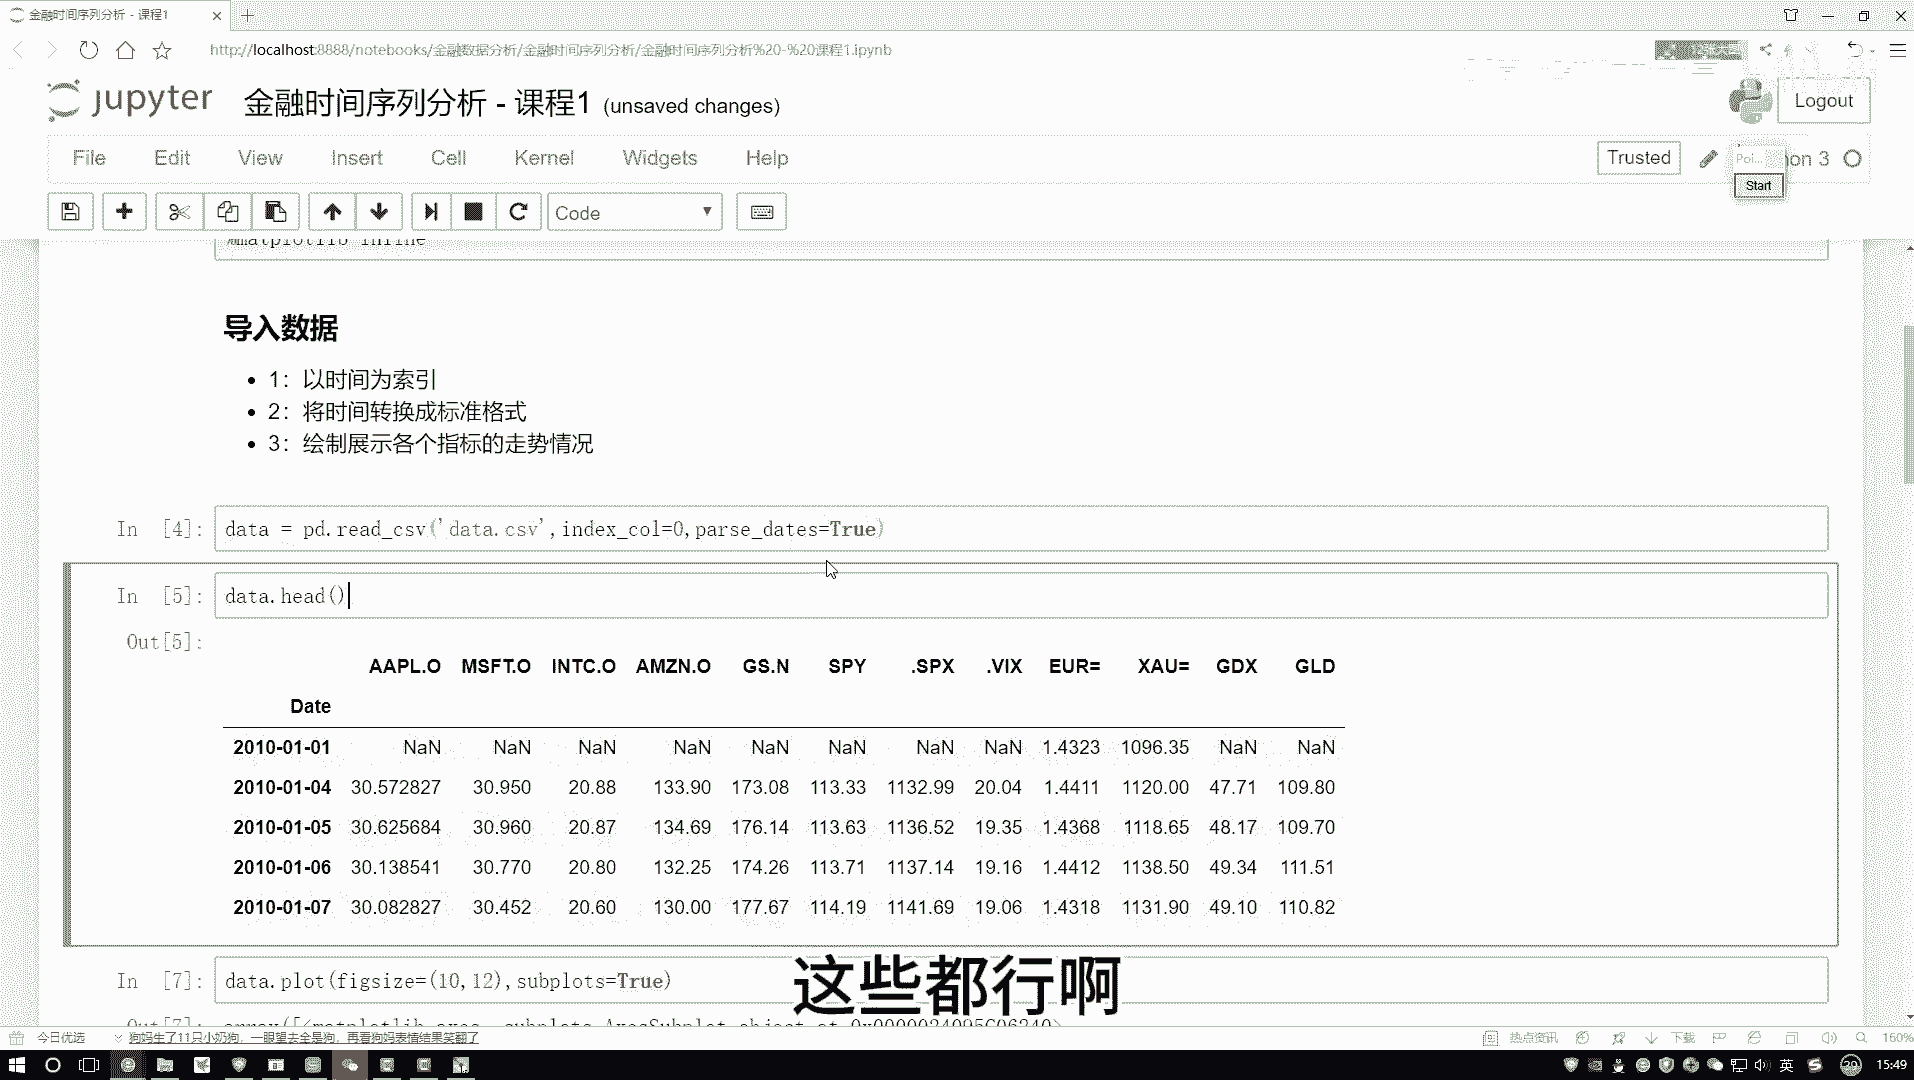 金融时间序列分析 - 课程1
http://localhost:8888/notebooks/金融数据分析/金融时间序列分析/金融时间序列分析%20-%20课程1.ipynb
jupyter 金融时间序列分析 - 课程1 (unsaved changes)
Logout
File Edit View Insert Cell Kernel Widgets Help
Trusted
Poi...
on 3
Start
Code
%matplotlib inline
导入数据
1：以时间为索引
2：将时间转换成标准格式
3：绘制展示各个指标的走势情况
In [4]: data = pd.read_csv('data.csv',index_col=0,parse_dates=True)
In [5]: data.head()
Out[5]:
AAPL.O MSFT.O INTC.O AMZN.O GS.N SPY .SPX .VIX EUR= XAU= GDX GLD
Date
2010-01-01 NaN NaN NaN NaN NaN NaN NaN NaN 1.4323 1096.35 NaN NaN
2010-01-04 30.572827 30.950 20.88 133.90 173.08 113.33 1132.99 20.04 1.4411 1120.00 47.71 109.80
2010-01-05 30.625684 30.960 20.87 134.69 176.14 113.63 1136.52 19.35 1.4368 1118.65 48.17 109.70
2010-01-06 30.138541 30.770 20.80 132.25 174.26 113.71 1137.14 19.16 1.4412 1138.50 49.34 111.51
2010-01-07 30.082827 30.452 20.60 130.00 177.67 114.19 1141.69 19.06 1.4318 1131.90 49.10 110.82
In [7]: data.plot(figsize=(10,12),subplots=True)
这些都行啊
Out[7]: array([<matplotlib.axes._subplots.AxesSubplot object at
今日优选 狗妈生了11只小奶狗，一眼望去全是狗，再看狗妈表情结果笑翻了
热点资讯 下载 160%
英 15:49